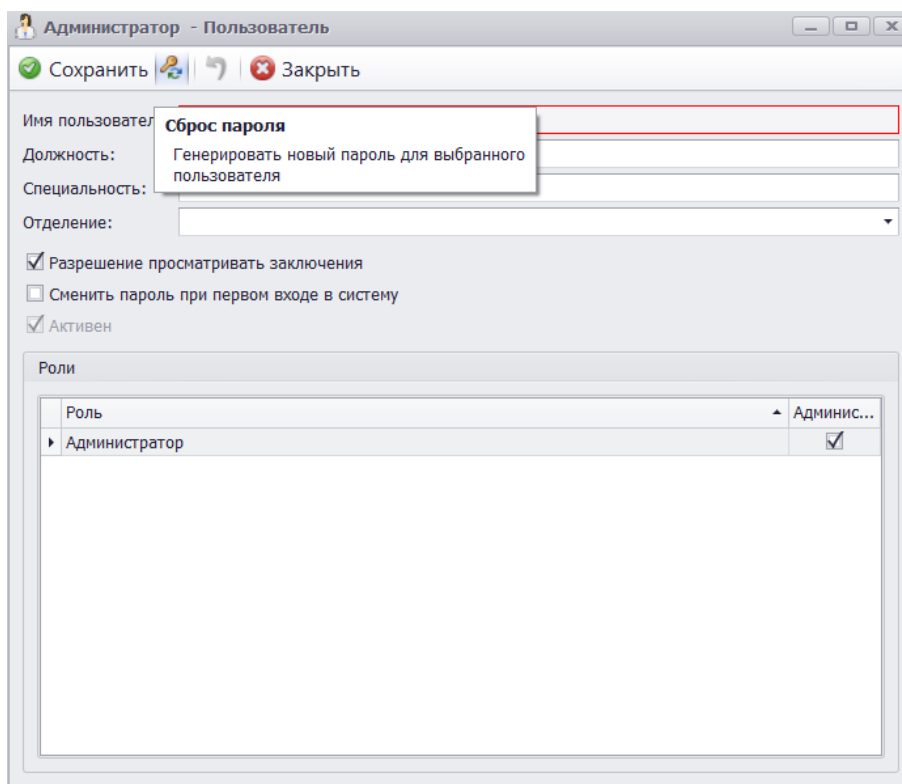 Администратор - Пользователь
Сохранить Закрыть
Имя пользовател
Сброс пароля
Генерировать новый пароль для выбранного
пользователя
Должность:
Специальность:
Отделение:
Разрешение просматривать заключения
Сменить пароль при первом входе в систему
Активен
Роли
Роль Админис...
Администратор